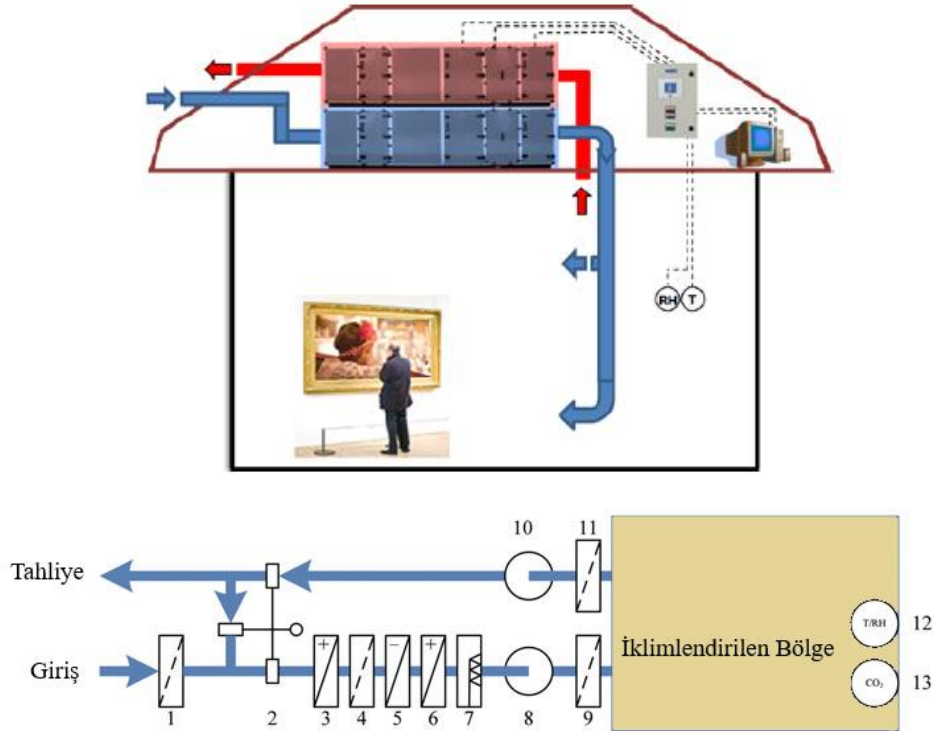 RH T
10 11
Tahliye
T/RH 12
İklimlendirilen Bölge
Giriş
+ − +
CO₂ 13
1 2 3 4 5 6 7 8 9